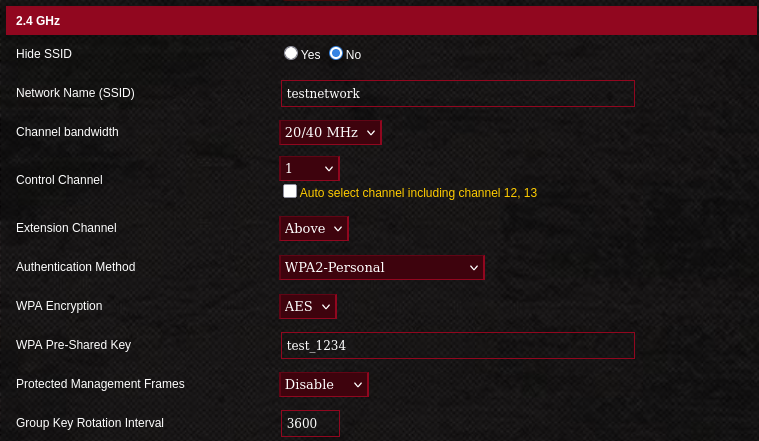 2.4 GHz
Hide SSID Yes No
Network Name (SSID) testnetwork
Channel bandwidth 20/40 MHz
Control Channel 1
Auto select channel including channel 12, 13
Extension Channel Above
Authentication Method WPA2-Personal
WPA Encryption AES
WPA Pre-Shared Key test_1234
Protected Management Frames Disable
Group Key Rotation Interval 3600